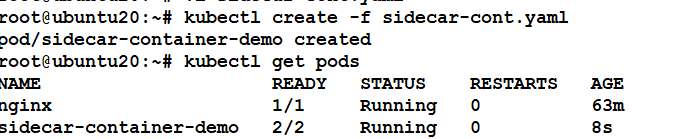 root@ubuntu20:~# kubectl create -f sidecar-cont.yaml
pod/sidecar-container-demo created
root@ubuntu20:~# kubectl get pods
NAME READY STATUS RESTARTS AGE
nginx 1/1 Running 0 63m
sidecar-container-demo 2/2 Running 0 8s